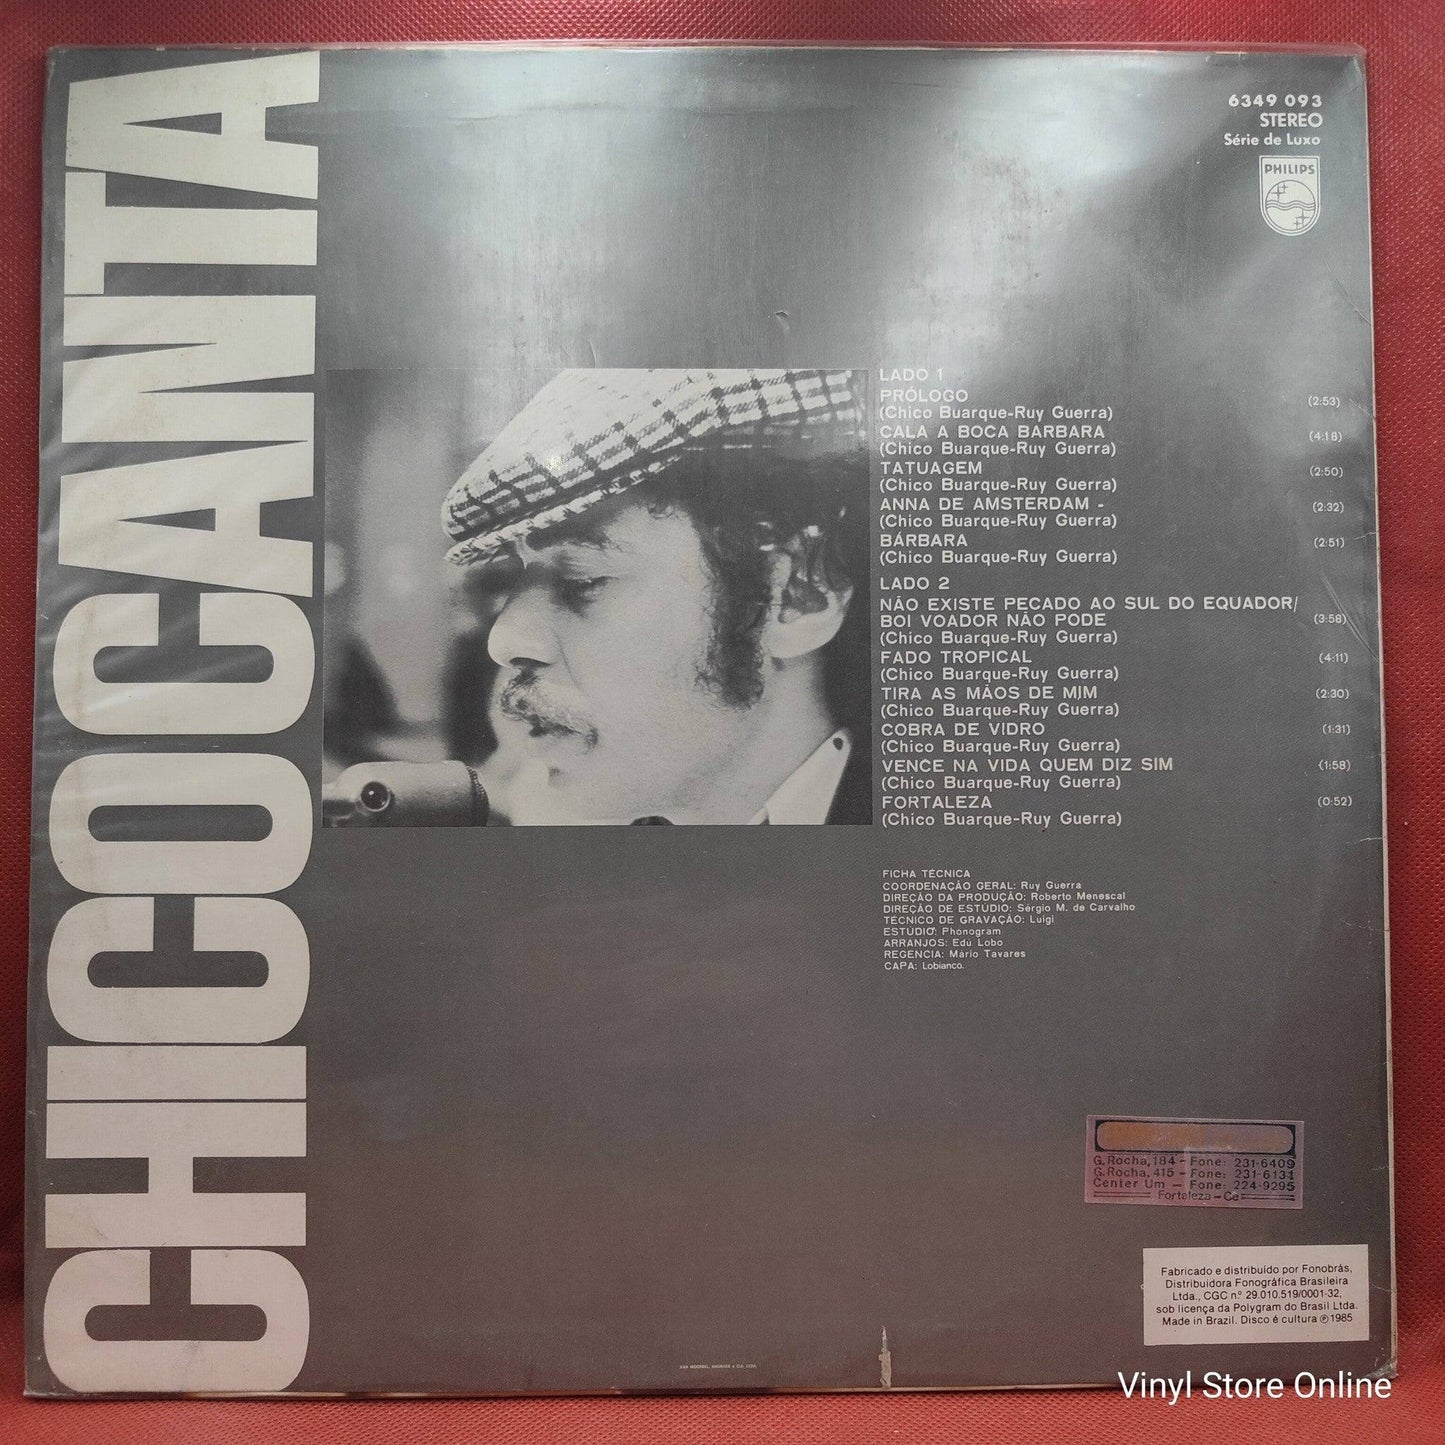 CHICOCANTA
6349 093
STEREO
Série de Luxo
PHILIPS
LADO 1
PRÓLOGO (2:53)
(Chico Buarque-Ruy Guerra)
CALA A BOCA BARBARA (4:18)
(Chico Buarque-Ruy Guerra)
TATUAGEM (2:50)
(Chico Buarque-Ruy Guerra)
ANNA DE AMSTERDAM - (2:32)
(Chico Buarque-Ruy Guerra)
BÁRBARA (2:51)
(Chico Buarque-Ruy Guerra)
LADO 2
NÃO EXISTE PECADO AO SUL DO EQUADOR/
BOI VOADOR NÃO PODE (3:58)
(Chico Buarque-Ruy Guerra)
FADO TROPICAL (4:11)
(Chico Buarque-Ruy Guerra)
TIRA AS MÃOS DE MIM (2:30)
(Chico Buarque-Ruy Guerra)
COBRA DE VIDRO (1:31)
(Chico Buarque-Ruy Guerra)
VENCE NA VIDA QUEM DIZ SIM (1:58)
(Chico Buarque-Ruy Guerra)
FORTALEZA (0:52)
(Chico Buarque-Ruy Guerra)
FICHA TÉCNICA
COORDENAÇÃO GERAL: Ruy Guerra
DIREÇÃO DA PRODUÇÃO: Roberto Menescal
DIREÇÃO DE ESTÚDIO: Sérgio M. de Carvalho
TÉCNICO DE GRAVAÇÃO: Luigi
ESTÚDIO: Phonogram
ARRANJOS: Edu Lobo
REGENCIA: Mário Tavares
CAPA: Lobianco.
G. Rocha, 184 - Fone: 231-6409
G. Rocha, 415 - Fone: 231-6131
Center Um - Fone: 224-9295
Fortaleza - Ce
Fabricado e distribuído por Fonobrás,
Distribuidora Fonográfica Brasileira
Ltda., CGC n.º 29.010.519/0001-32,
sob licença da Polygram do Brasil Ltda.
Made in Brazil. Disco é cultura ℗ 1985
Vinyl Store Online